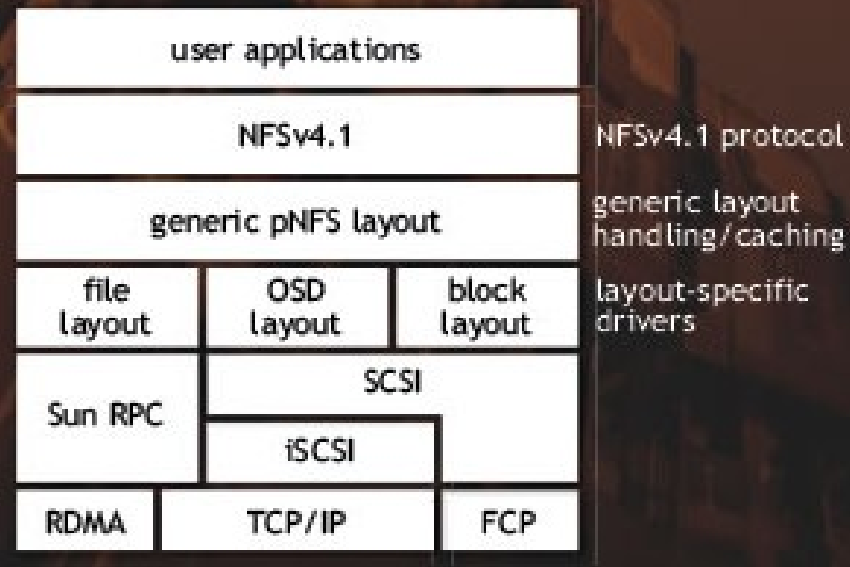 user applications
NFSv4.1
NFSv4.1 protocol
generic pNFS layout
generic layout
handling/caching
file
layout
OSD
layout
block
layout
layout-specific
drivers
Sun RPC
SCSI
iSCSI
RDMA
TCP/IP
FCP